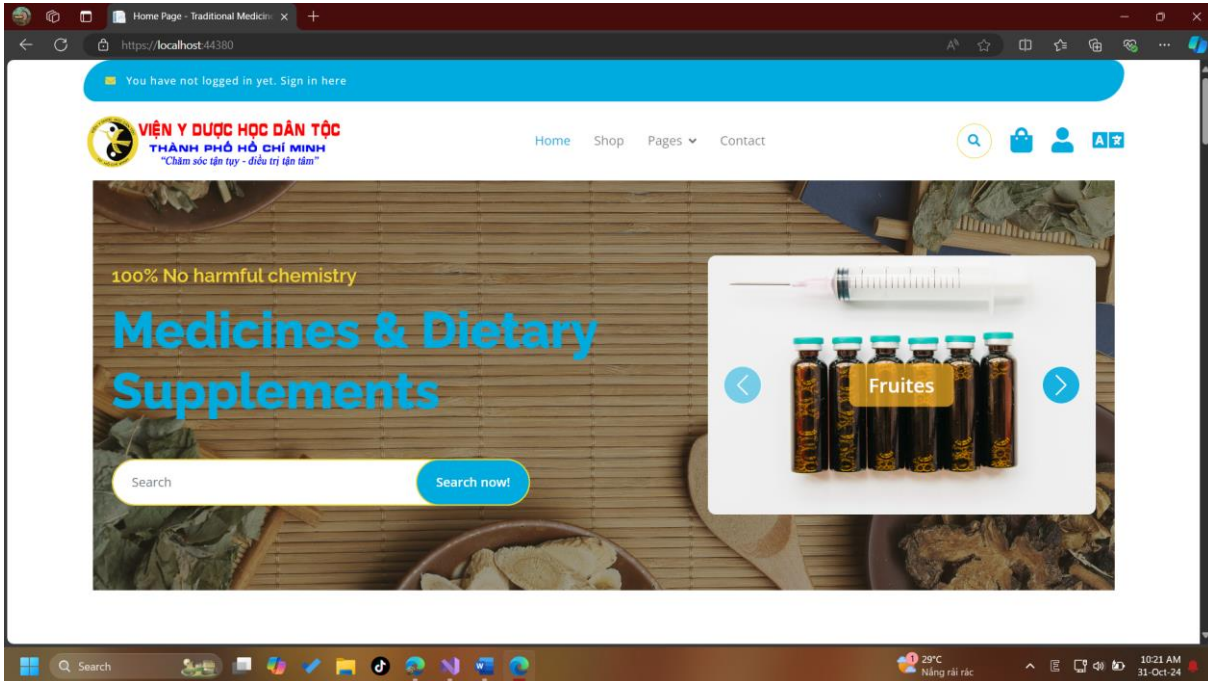 Home Page - Traditional Medicin
https://localhost:44380
You have not logged in yet. Sign in here
VIỆN Y DƯỢC HỌC DÂN TỘC
THÀNH PHỐ HỒ CHÍ MINH
"Chăm sóc tận tụy - điều trị tận tâm"
Home Shop Pages Contact
100% No harmful chemistry
Medicines & Dietary
Supplements
Search
Search now!
Fruites
Search
29°C
Nắng rải rác
10:21 AM
31-Oct-24